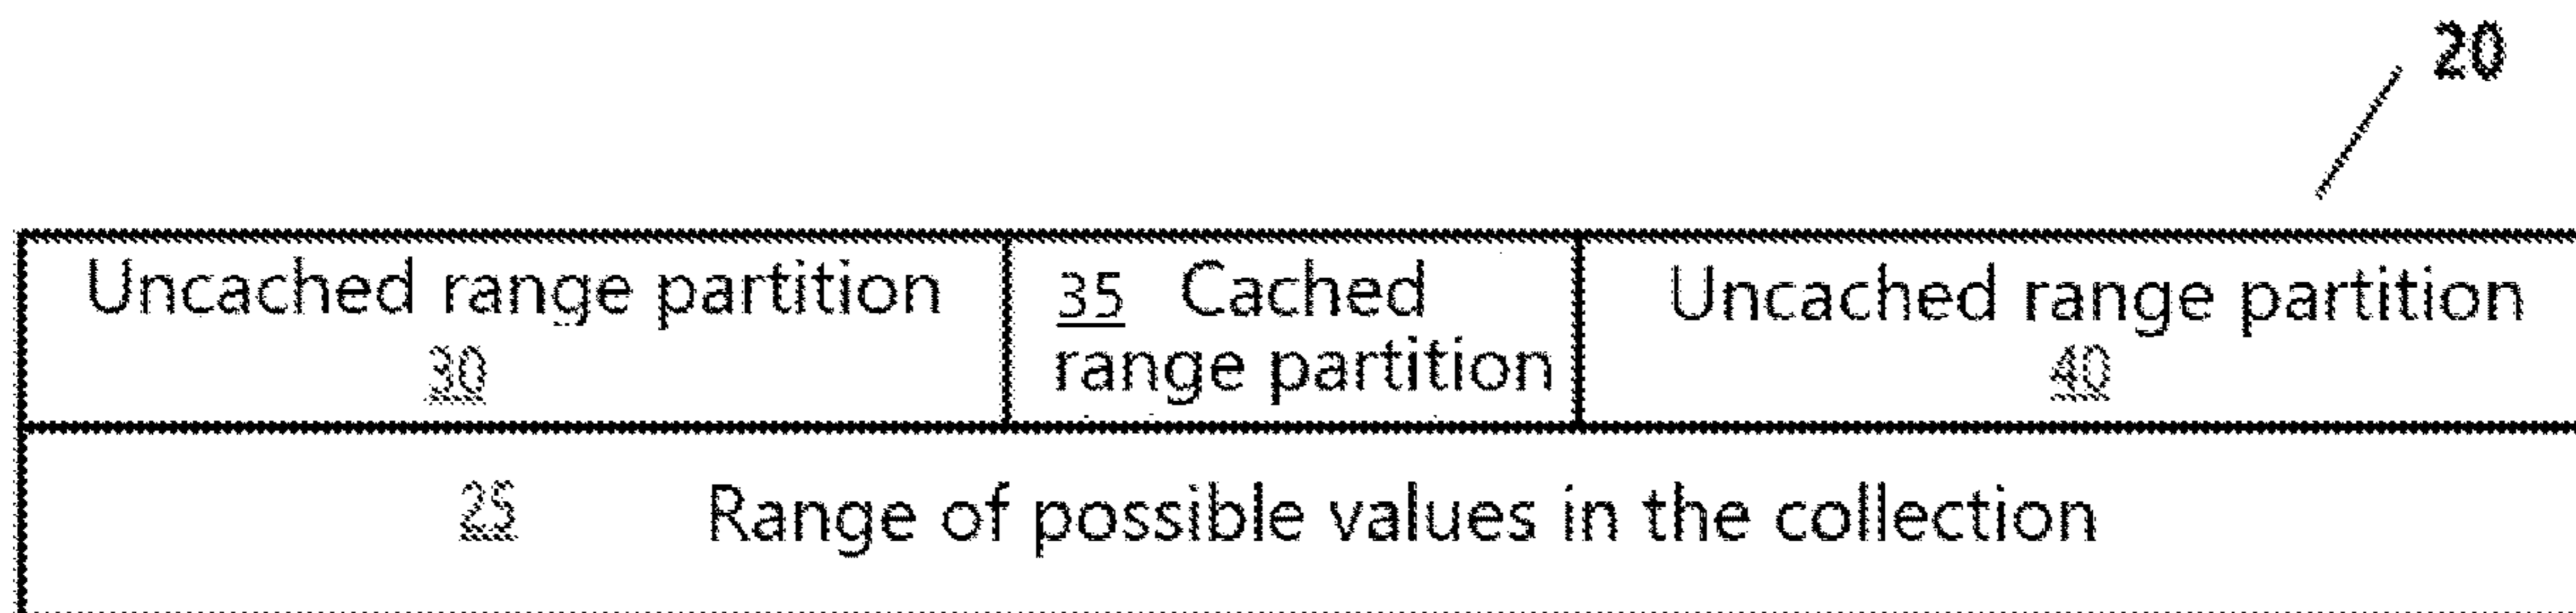 20
Uncached range partition
30
35 Cached
range partition
Uncached range partition
40
25 Range of possible values in the collection